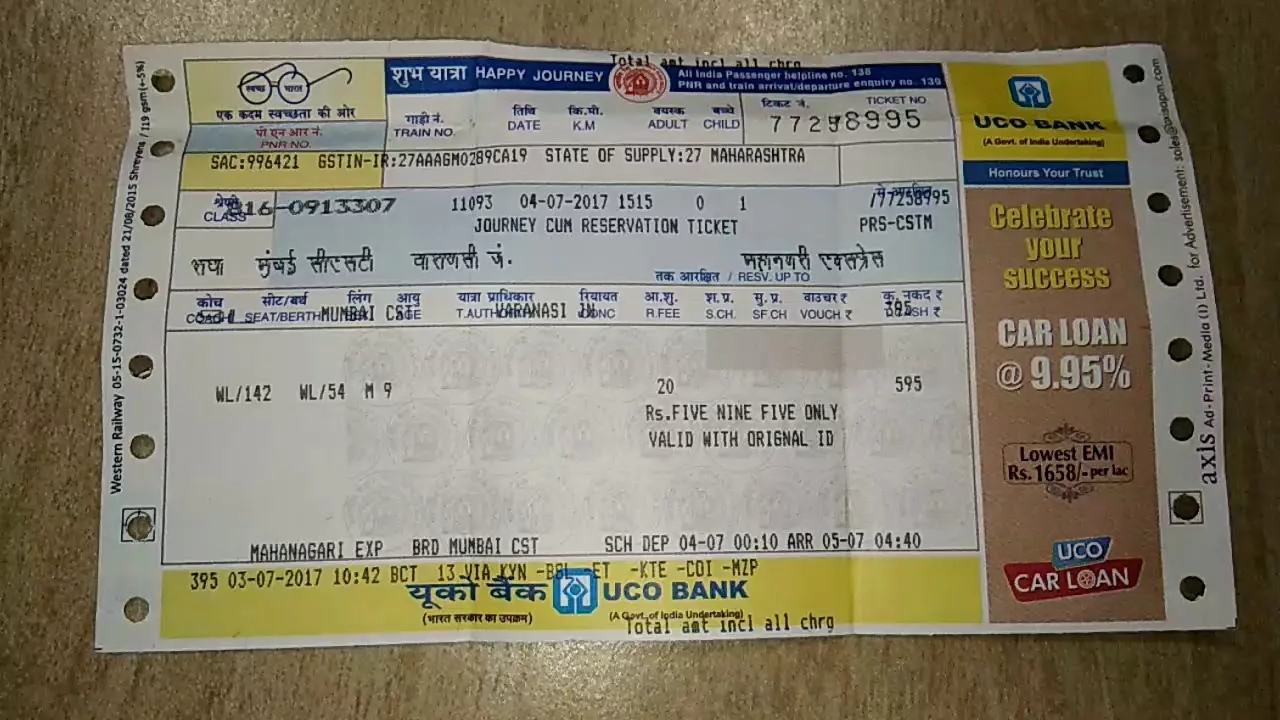 Total amt incl all chrg
स्वच्छ भारत
एक कदम स्वच्छता की ओर
शुभ यात्रा HAPPY JOURNEY
All India Passenger helpline no. 138
PNR and train arrival/departure enquiry no. 139
पी एन आर नं.
PNR NO.
गाड़ी नं.
TRAIN NO.
तिथि
DATE
कि.मी.
K.M
वयस्क
ADULT
बच्चे
CHILD
टिकट नं.
TICKET NO
77258995
SAC:996421 GSTIN-IR:27AAAGM0289CA19 STATE OF SUPPLY:27 MAHARASHTRA
श्रेणी
CLASS
816-0913307 11093 04-07-2017 1515 0 1 /77258995
JOURNEY CUM RESERVATION TICKET PRS-CSTM
मुंबई सीएसटी वाराणसी जं. महानगरी एक्सप्रेस
तक आरक्षित / RESV. UP TO
कोच सीट/बर्थ लिंग आयु यात्रा प्राधिकार रियायत आ.शु. श.प्र. सु.प्र. वाउचर ₹ कु. नकद ₹
COACH SEAT/BERTH T.AUTHORITY CONC R.FEE S.CH. SF CH VOUCH ₹
MUMBAI CST VARANASI JN 395
WL/142 WL/54 M 9 20 595
Rs.FIVE NINE FIVE ONLY
VALID WITH ORIGNAL ID
MAHANAGARI EXP BRD MUMBAI CST SCH DEP 04-07 00:10 ARR 05-07 04:40
395 03-07-2017 10:42 BCT 13 VIA KYN -BSL -ET -KTE -COI -MZP
यूको बैंक UCO BANK
(भारत सरकार का उपक्रम) (A Govt. of India Undertaking)
Total amt incl all chrg
UCO BANK
(A Govt. of India Undertaking)
Honours Your Trust
Celebrate
your
success
CAR LOAN
@ 9.95%
Lowest EMI
Rs. 1658/- per lac
UCO
CAR LOAN
Western Railway 05-15-0732-1-03024 dated 21/08/2015 Shreyans / 119 gsm(+-5%)
axis Ad-Print-Media (I) Ltd. for Advertisement: sales@axisapm.com